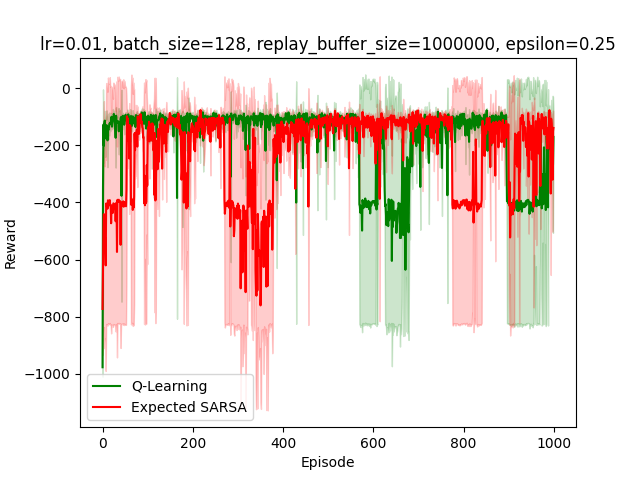 lr=0.01, batch_size=128, replay_buffer_size=1000000, epsilon=0.25
0
−200
−400
−600
−800
−1000
Reward
Q-Learning
Expected SARSA
0 200 400 600 800 1000
Episode